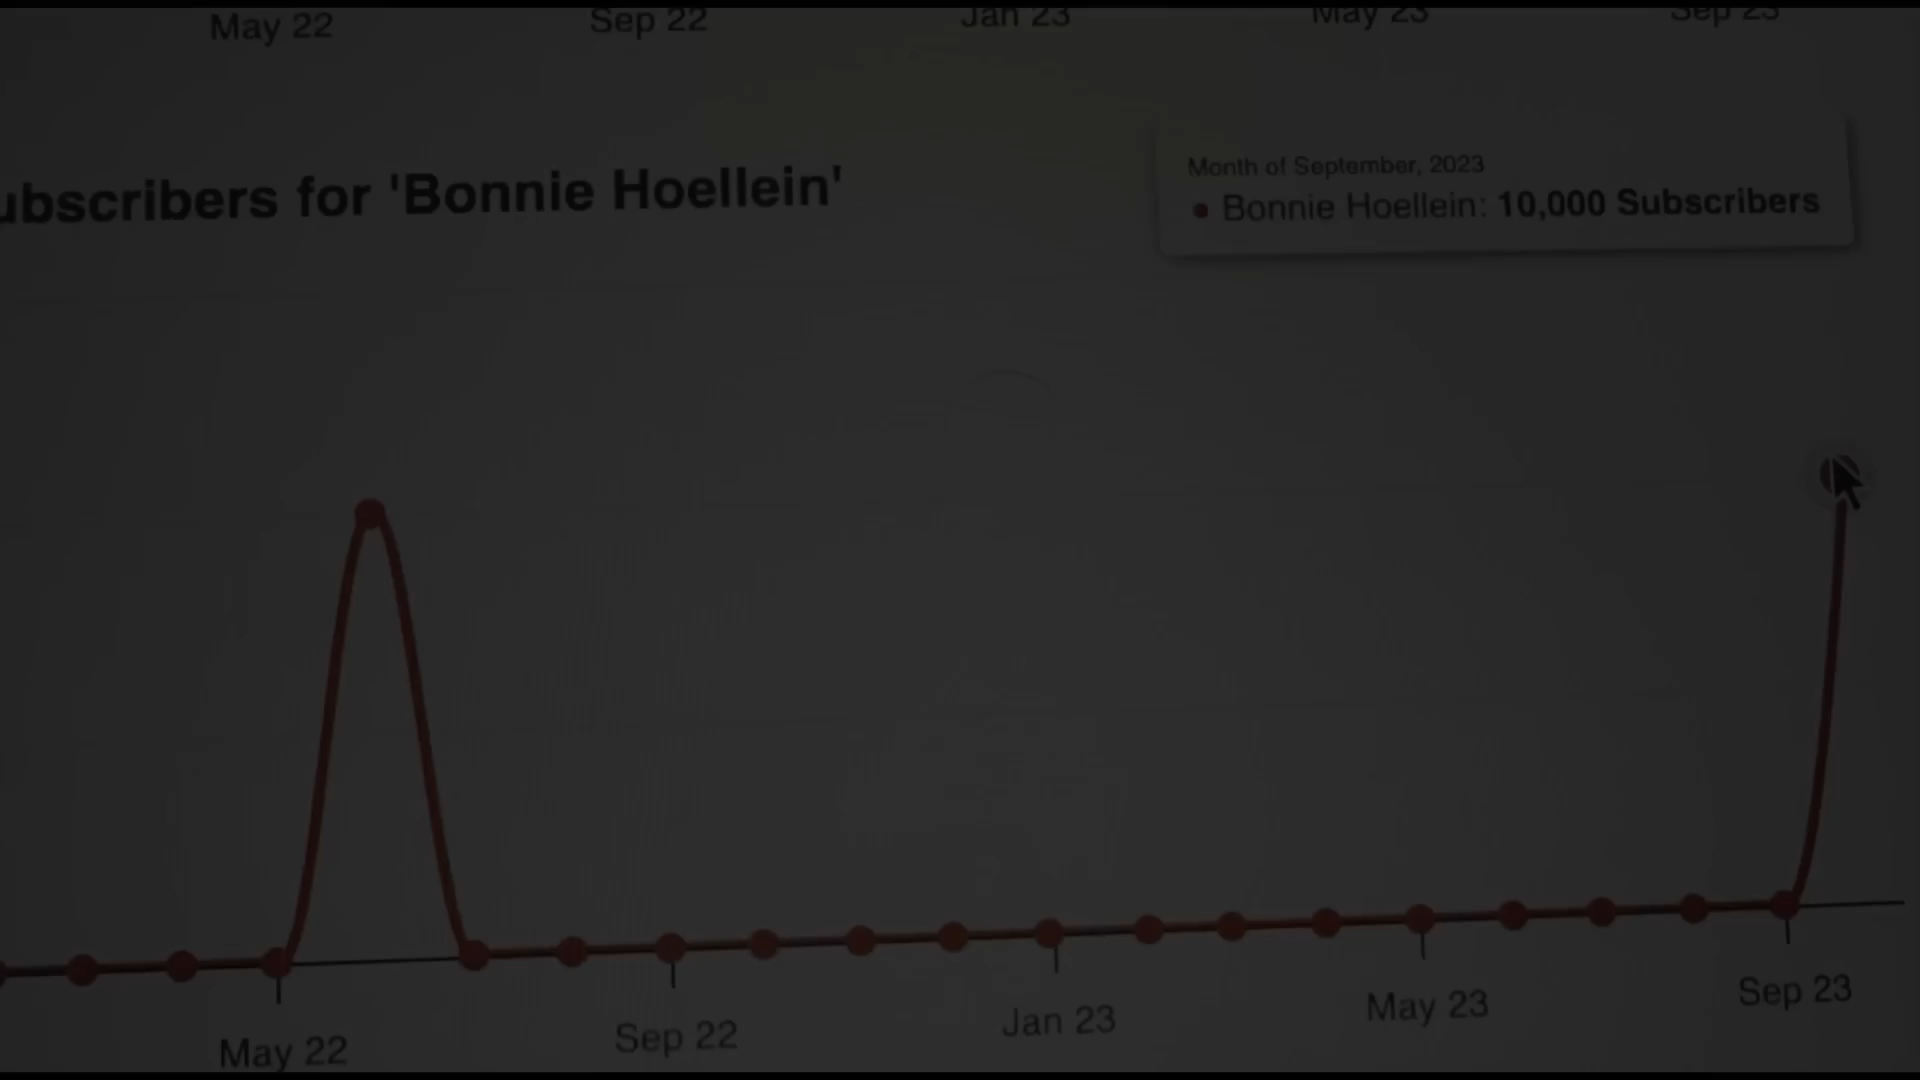 May 22 Sep 22 Jan 23 May 23 Sep 23
ubscribers for 'Bonnie Hoellein'
Month of September, 2023
Bonnie Hoellein: 10,000 Subscribers
May 22 Sep 22 Jan 23 May 23 Sep 23